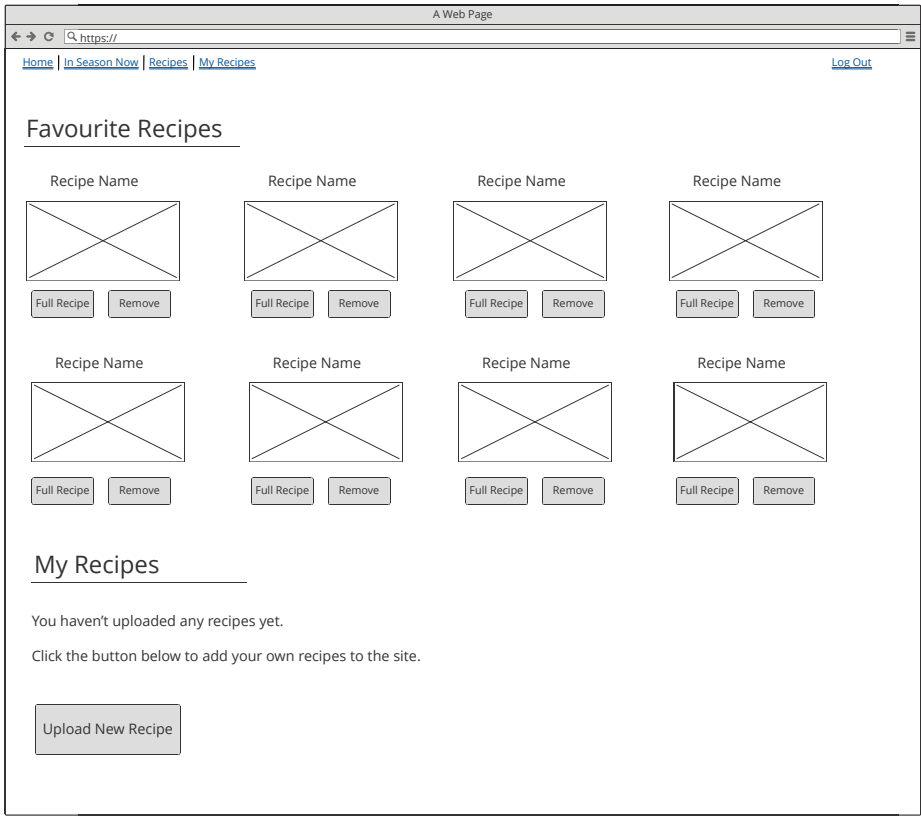 A Web Page
https://
Home | In Season Now | Recipes | My Recipes Log Out
Favourite Recipes
Recipe Name Recipe Name Recipe Name Recipe Name
Full Recipe Remove Full Recipe Remove Full Recipe Remove Full Recipe Remove
Recipe Name Recipe Name Recipe Name Recipe Name
Full Recipe Remove Full Recipe Remove Full Recipe Remove Full Recipe Remove
My Recipes
You haven’t uploaded any recipes yet.
Click the button below to add your own recipes to the site.
Upload New Recipe